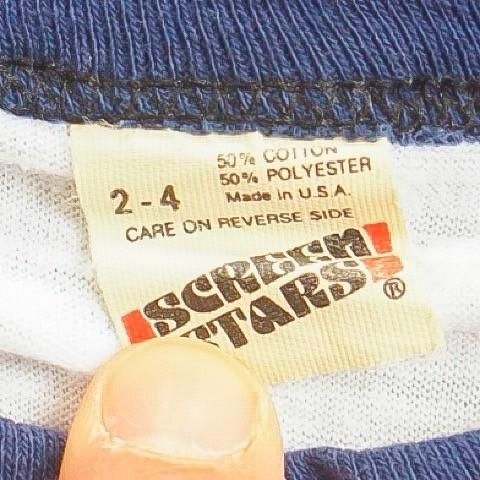 50% COTTON
50% POLYESTER
2-4
Made in U.S.A.
CARE ON REVERSE SIDE
SCREEN
STARS®